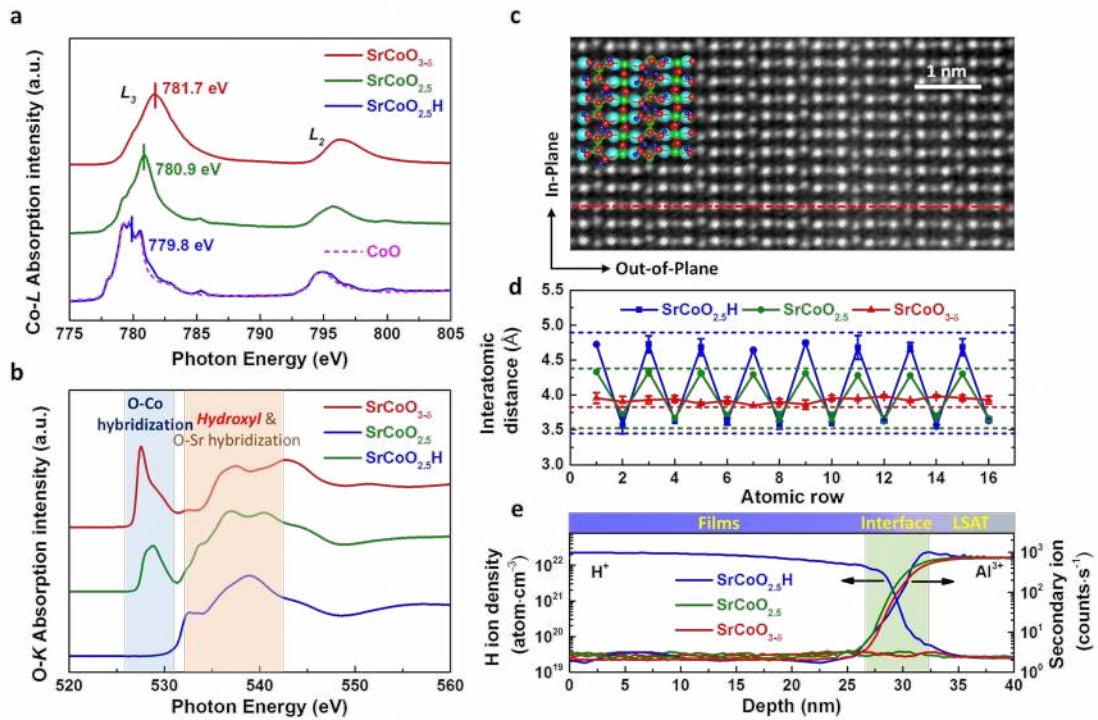 a
Co-L Absorption intensity (a.u.)
SrCoO3-δ
SrCoO2.5
SrCoO2.5H
L3
781.7 eV
L2
780.9 eV
779.8 eV
CoO
775 780 785 790 795 800 805
Photon Energy (eV)
b
O-K Absorption intensity (a.u.)
O-Co
hybridization
Hydroxyl &
O-Sr hybridization
SrCoO3-δ
SrCoO2.5
SrCoO2.5H
520 530 540 550 560
Photon Energy (eV)
c
1 nm
In-Plane
Out-of-Plane
d
Interatomic
distance (Å)
5.5
5.0
4.5
4.0
3.5
3.0
SrCoO2.5H SrCoO2.5 SrCoO3-δ
0 2 4 6 8 10 12 14 16
Atomic row
e
Films Interface LSAT
H ion density
(atom·cm-3)
10^22
10^21
10^20
10^19
H+
Al3+
SrCoO2.5H
SrCoO2.5
SrCoO3-δ
10^3
10^2
10^1
10^0
Secondary ion
(counts·s-1)
0 5 10 15 20 25 30 35 40
Depth (nm)